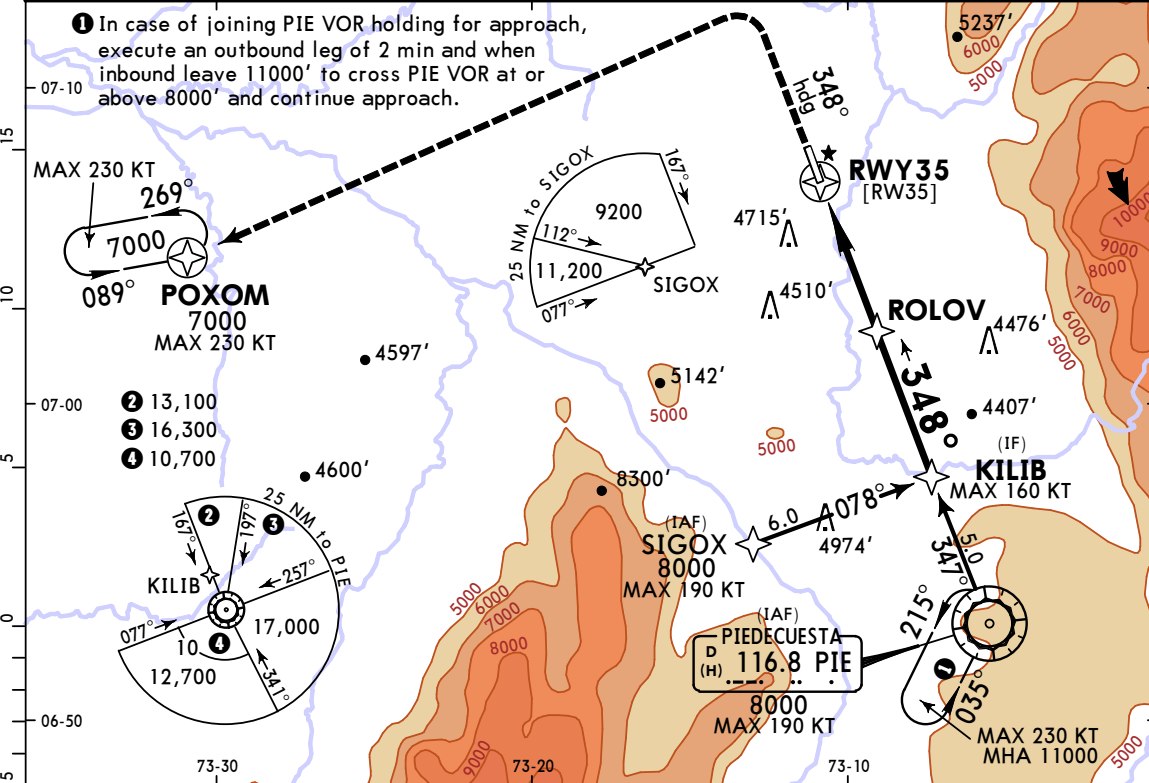 ❶ In case of joining PIE VOR holding for approach,
execute an outbound leg of 2 min and when
inbound leave 11000' to cross PIE VOR at or
above 8000' and continue approach.
5237'
6000
5000
07-10
15
348°
hdg
MAX 230 KT
269°
7000
089°
POXOM
7000
MAX 230 KT
25 NM to SIGOX
167°
9200
112°
11,200
077°
SIGOX
RWY35
[RW35]
4715'
4510'
10000
9000
8000
7000
6000
5000
10
ROLOV
4476'
4597'
5142'
5000
348°
4407'
07-00
❷ 13,100
❸ 16,300
❹ 10,700
5000
(IF)
KILIB
MAX 160 KT
5
4600'
8300'
(IAF)
SIGOX
8000
MAX 190 KT
6.0
078°
4974'
5.0
347°
25 NM to PIE
❷
❸
167°
197°
257°
KILIB
077°
10
❹
17,000
12,700
341°
5000
6000
7000
8000
9000
0
(IAF)
PIEDECUESTA
D
(H)
116.8 PIE
8000
MAX 190 KT
215°
❶
035°
MAX 230 KT
MHA 11000
5000
06-50
5
73-30
73-20
73-10